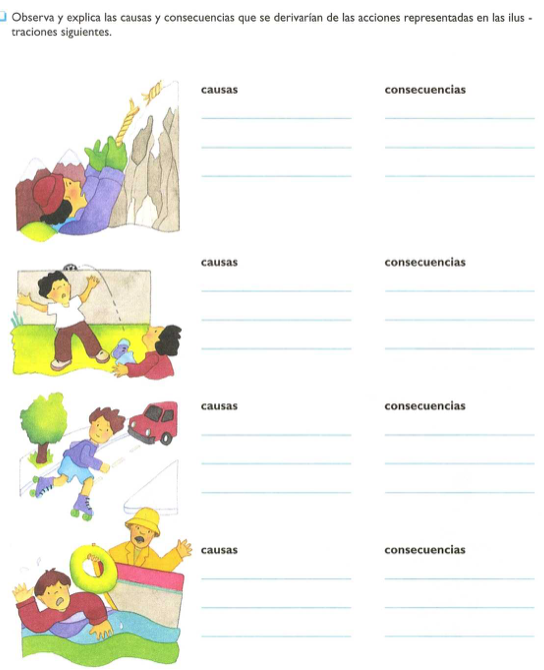 Observa y explica las causas y consecuencias que se derivarían de las acciones representadas en las ilus -
traciones siguientes.
causas consecuencias
causas consecuencias
causas consecuencias
causas consecuencias